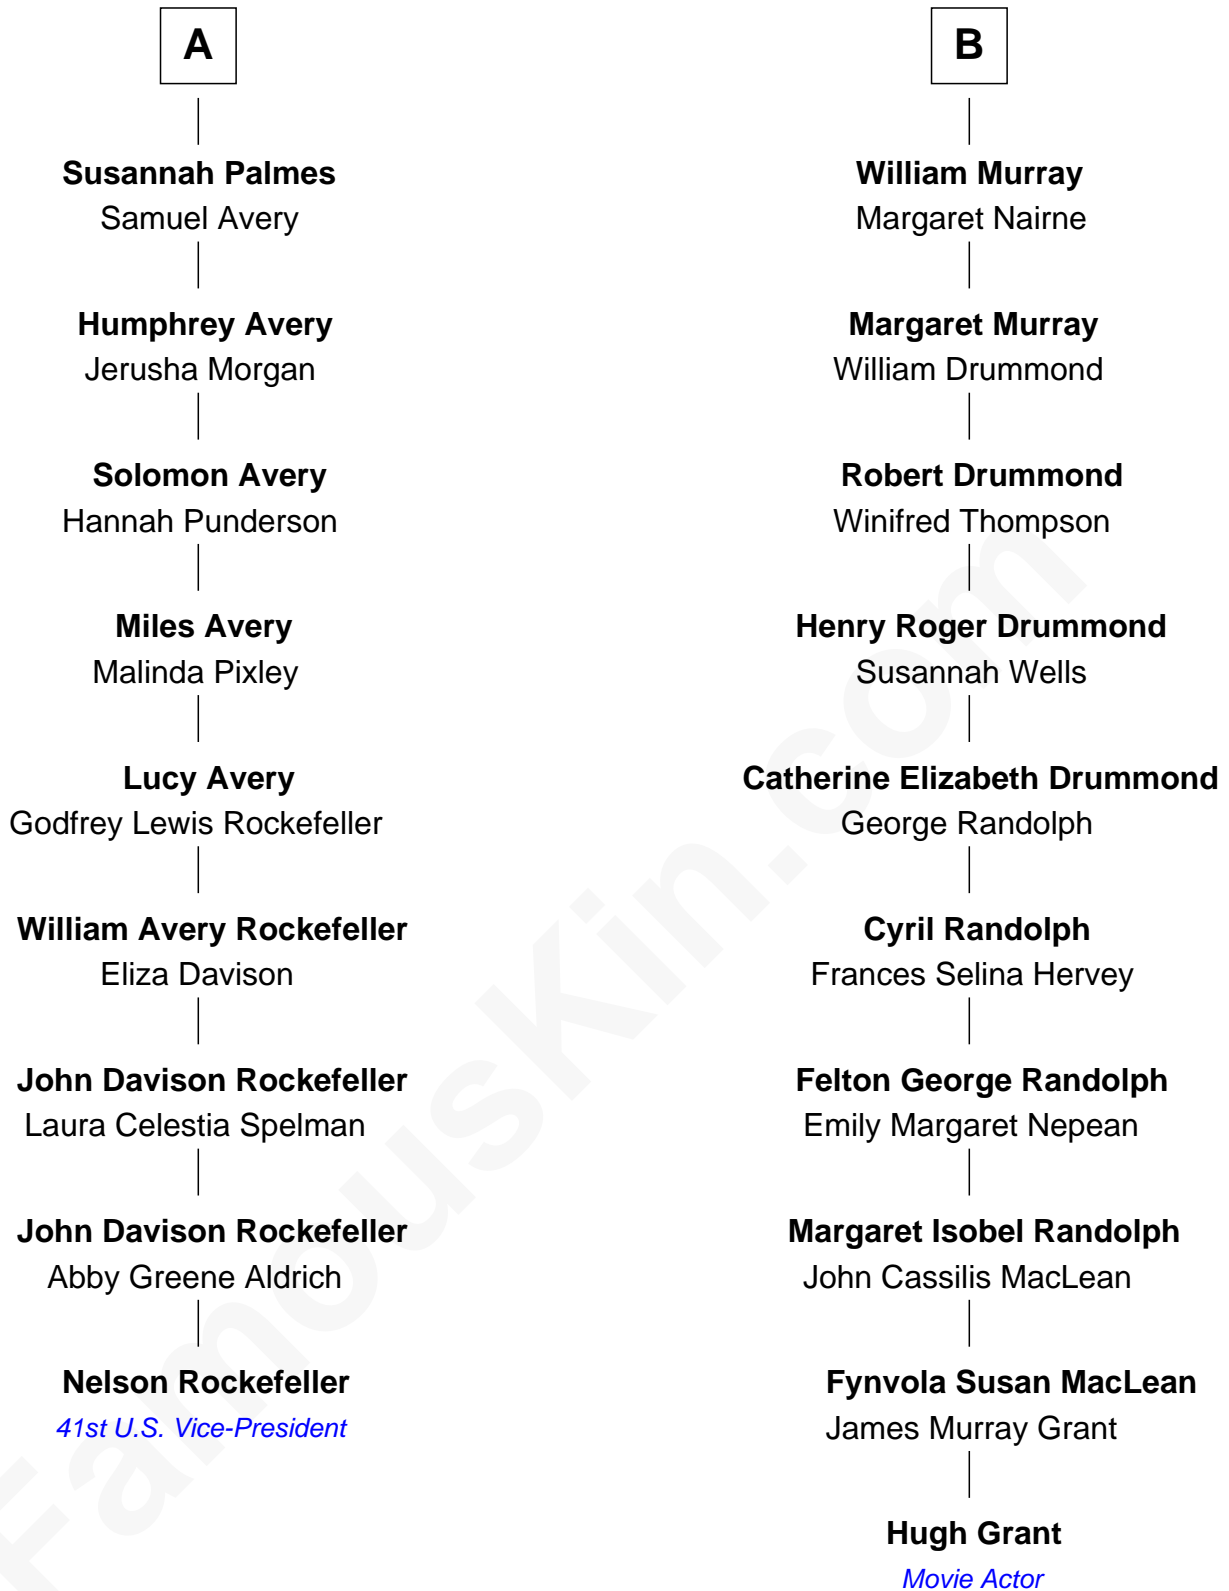 A
Susannah Palmes
Samuel Avery
Humphrey Avery
Jerusha Morgan
Solomon Avery
Hannah Punderson
Miles Avery
Malinda Pixley
Lucy Avery
Godfrey Lewis Rockefeller
William Avery Rockefeller
Eliza Davison
John Davison Rockefeller
Laura Celestia Spelman
John Davison Rockefeller
Abby Greene Aldrich
Nelson Rockefeller
41st U.S. Vice-President
B
William Murray
Margaret Nairne
Margaret Murray
William Drummond
Robert Drummond
Winifred Thompson
Henry Roger Drummond
Susannah Wells
Catherine Elizabeth Drummond
George Randolph
Cyril Randolph
Frances Selina Hervey
Felton George Randolph
Emily Margaret Nepean
Margaret Isobel Randolph
John Cassilis MacLean
Fynvola Susan MacLean
James Murray Grant
Hugh Grant
Movie Actor
FamousKin.com